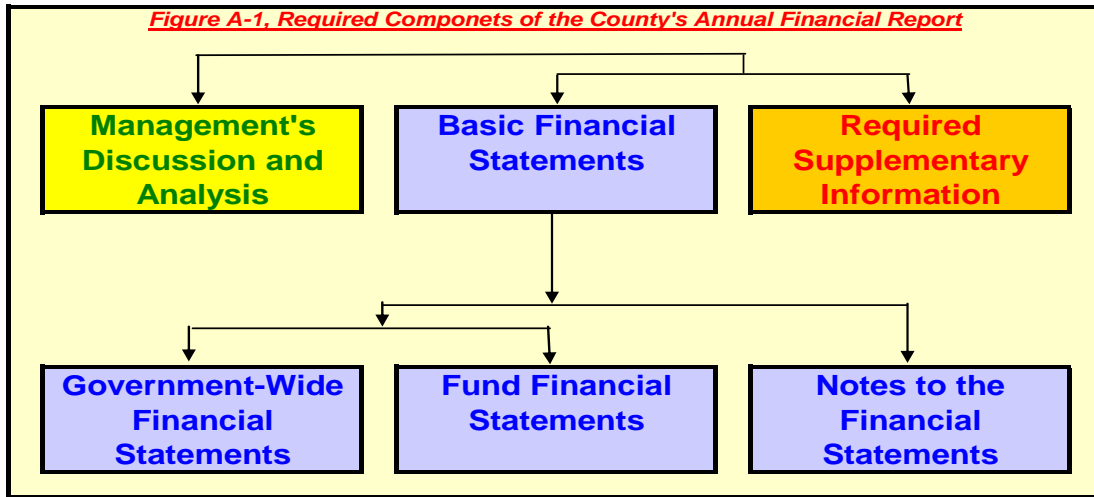 Figure A-1, Required Componets of the County's Annual Financial Report
Management's
Discussion and
Analysis
Basic Financial
Statements
Required
Supplementary
Information
Government-Wide
Financial
Statements
Fund Financial
Statements
Notes to the
Financial
Statements